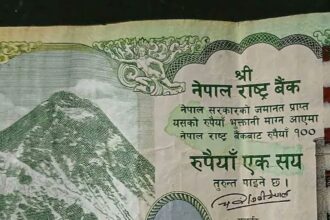 श्री
नेपाल राष्ट्र बैंक
नेपाल सरकारको जमानत प्राप्त
यसको रुपैयाँ भुक्तानी माग्न आएमा
नेपाल राष्ट्र बैंकबाट रुपैयाँ १००
रुपैयाँ एक सय
तुरुन्त पाइने छ ।